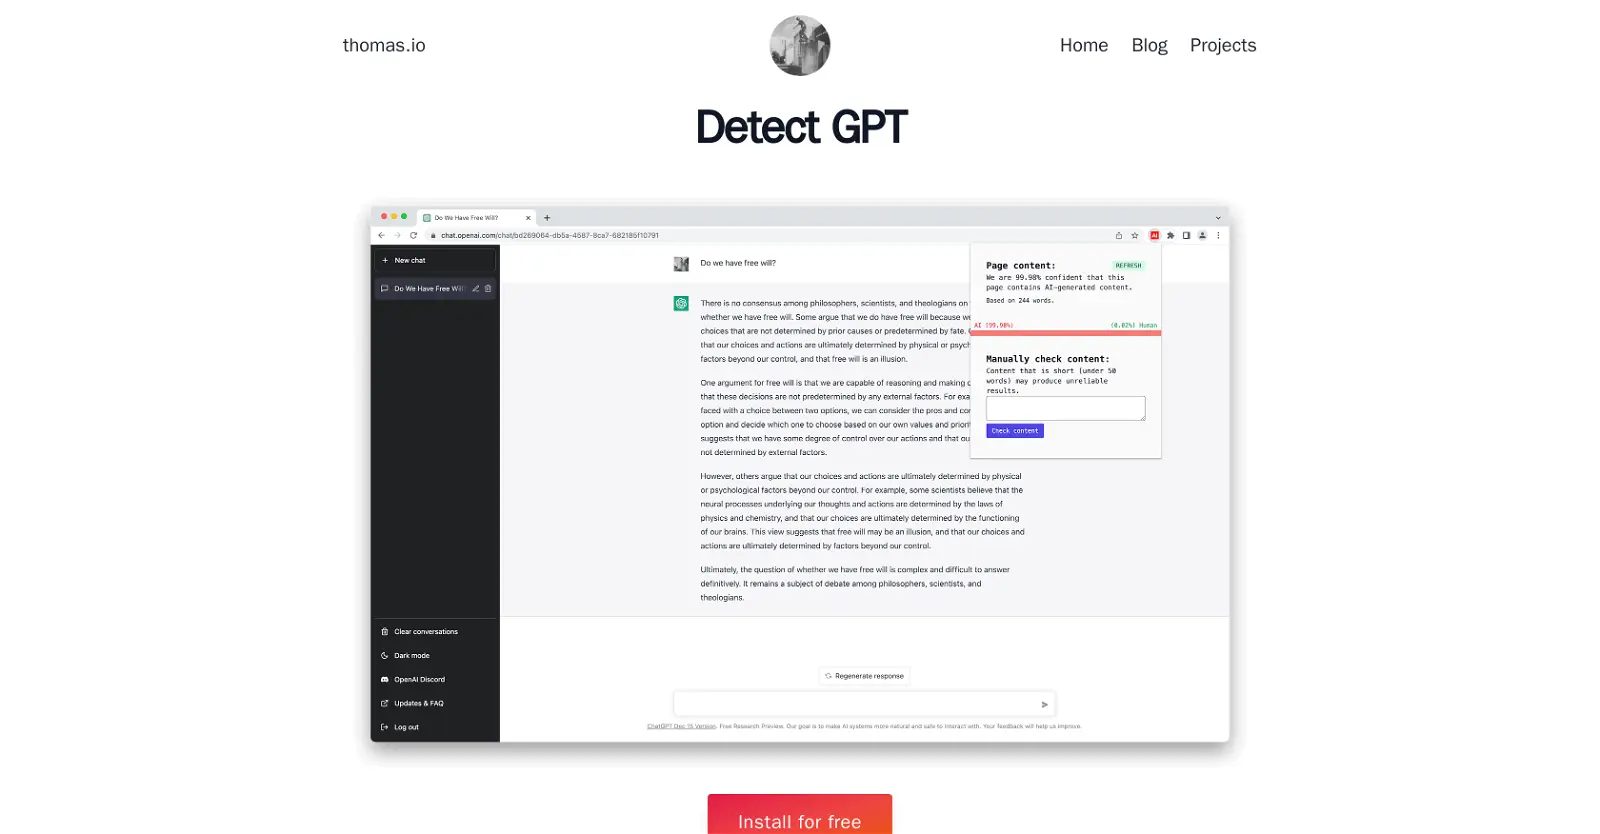 thomas.io
Home Blog Projects
Detect GPT
Do We Have Free Will?
chat.openai.com/chat/bd269064-db5a-4587-8ca7-682185f10791
AI
New chat
Do We Have Free Will
Clear conversations
Dark mode
OpenAI Discord
Updates & FAQ
Log out
Do we have free will?
There is no consensus among philosophers, scientists, and theologians on
whether we have free will. Some argue that we do have free will because we
choices that are not determined by prior causes or predetermined by fate.
that our choices and actions are ultimately determined by physical or psych
factors beyond our control, and that free will is an illusion.
One argument for free will is that we are capable of reasoning and making
that these decisions are not predetermined by any external factors. For exa
faced with a choice between two options, we can consider the pros and co
option and decide which one to choose based on our own values and priorit
suggests that we have some degree of control over our actions and that ou
not determined by external factors.
However, others argue that our choices and actions are ultimately determined by physical
or psychological factors beyond our control. For example, some scientists believe that the
neural processes underlying our thoughts and actions are determined by the laws of
physics and chemistry, and that our choices are ultimately determined by the functioning
of our brains. This view suggests that free will may be an illusion, and that our choices and
actions are ultimately determined by factors beyond our control.
Ultimately, the question of whether we have free will is complex and difficult to answer
definitively. It remains a subject of debate among philosophers, scientists, and
theologians.
Page content:
REFRESH
We are 99.98% confident that this
page contains AI-generated content.
Based on 244 words.
AI (99.98%)
(0.02%) Human
Manually check content:
Content that is short (under 50
words) may produce unreliable
results.
Check content
Regenerate response
ChatGPT Dec 15 Version. Free Research Preview. Our goal is to make AI systems more natural and safe to interact with. Your feedback will help us improve.
Install for free